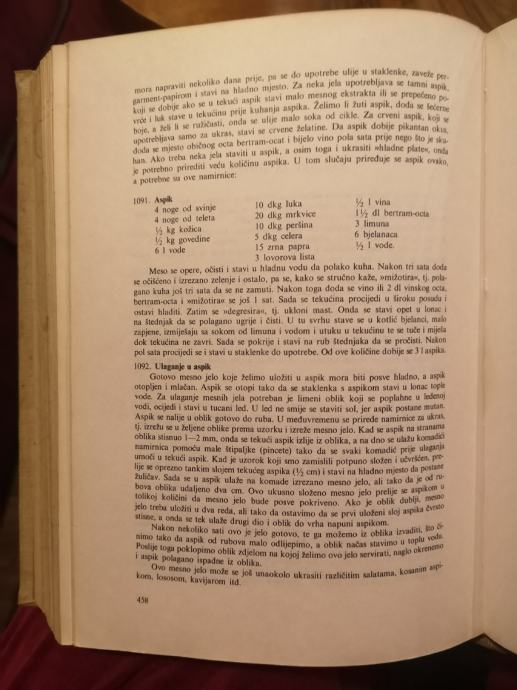 mora napraviti nekoliko dana prije, pa se do upotrebe ulije u staklenke, zaveže per-
garment-papirom i stavi na hladno mjesto. Za neka jela upotrebljava se tamni aspik,
koji se dobije ako se u tekući aspik stavi malo mesnog ekstrakta ili se prepečeno po-
vrće i luk stave u tekućinu prije kuhanja aspika. Želimo li žuti aspik, doda se šećerne
boje, a želi li se ružičasti, onda se ulije malo soka od cikle. Za crveni aspik, koji se
upotrebljava samo za ukras, stavi se crvene želatine. Da aspik dobije pikantan okus,
doda se mjesto običnog octa bertram-octa i bijelo vino pola sata prije nego što je sku-
han. Ako treba neka jela staviti u aspik, a osim toga i ukrasiti »hladne plate«, onda
je potrebno prirediti veću količinu aspika. U tom slučaju priređuje se aspik ovako,
a potrebne su ove namirnice:
1091. Aspik
4 noge od svinje
4 noge od teleta
½ kg kožica
½ kg govedine
6 l vode
10 dkg luka
20 dkg mrkvice
10 dkg peršina
5 dkg celera
15 zrna papra
3 lovorova lista
½ l vina
1½ dl bertram-octa
3 limuna
6 bjelanaca
½ l vode.
Meso se opere, očisti i stavi u hladnu vodu da polako kuha. Nakon tri sata doda
se očišćeno i izrezano zelenje i ostalo, pa se, kako se stručno kaže, »mižotira«, tj. pola-
gano kuha još tri sata da se ne zamuti. Nakon toga doda se vino ili 2 dl vinskog octa,
bertram-octa i »mižotira« se još 1 sat. Sada se tekućina procijedi u široku posudu i
ostavi hladiti. Zatim se »degresira«, tj. ukloni mast. Onda se stavi opet u lonac i
na štednjak da se polagano ugrije i čisti. U tu svrhu stave se u kotlić bjelanjci, malo
zapjene, izmiješaju sa sokom od limuna i vodom i utuku u tekućinu te se tuče i miješa
dok tekućina ne zavri. Sada se pokrije i stavi na rub štednjaka da se pročisti. Nakon
pol sata procijedi se i stavi u staklenke do upotrebe. Od ove količine dobije se 3 l aspika.
1092. Ulaganje u aspik
Gotovo mesno jelo koje želimo uložiti u aspik mora biti posve hladno, a aspik
otopljen i mlačan. Aspik se otopi tako da se staklenka s aspikom stavi u lonac tople
vode. Za ulaganje mesnih jela potreban je limeni oblik koji se poplahne u ledenoj
vodi, ocijedi i stavi u tucani led. U led ne smije se staviti sol, jer aspik postane mutan.
Aspik se nalije u oblik gotovo do ruba. U međuvremenu se prirede namirnice za ukras,
tj. izrežu se u željene oblike prema uzorku i izreže mesno jelo. Kad se aspik na stranama
oblika stisnuo 1—2 mm, onda se tekući aspik izlije iz oblika, a na dno se ulažu komadići
namirnica pomoću male štipaljke (pincete) tako da se svaki komadić prije ulaganja
umoči u tekući aspik. Kad je uzorak koji smo zamislili potpuno složen i učvršćen, pre-
lije se oprezno tankim slojem tekućeg aspika (½ cm) i stavi na hladno mjesto da postane
žuličav. Sada se u aspik ulaže na komade izrezano mesno jelo, ali tako da je od ru-
bova oblika udaljeno dva cm. Ovo ukusno složeno mesno jelo prelije se aspikom u
tolikoj količini da mesno jelo bude posve pokriveno. Ako je oblik dublji, mesno
jelo treba uložiti u dva reda, ali tako da ostavimo da se prvi uloženi sloj aspika čvrsto
stisne, a onda se tek ulaže drugi dio i oblik do vrha napuni aspikom.
Nakon nekoliko sati ovo je jelo gotovo, te ga možemo iz oblika izvaditi, što či-
nimo tako da aspik od rubova malo odlijepimo, a oblik načas stavimo u toplu vodu.
Poslije toga poklopimo oblik zdjelom na kojoj želimo ovo jelo servirati, naglo okrenemo
i aspik polagano ispadne iz oblika.
Ovo mesno jelo može se još unaokolo ukrasiti različitim salatama, kosanim aspi-
kom, lososom, kavijarom itd.
458